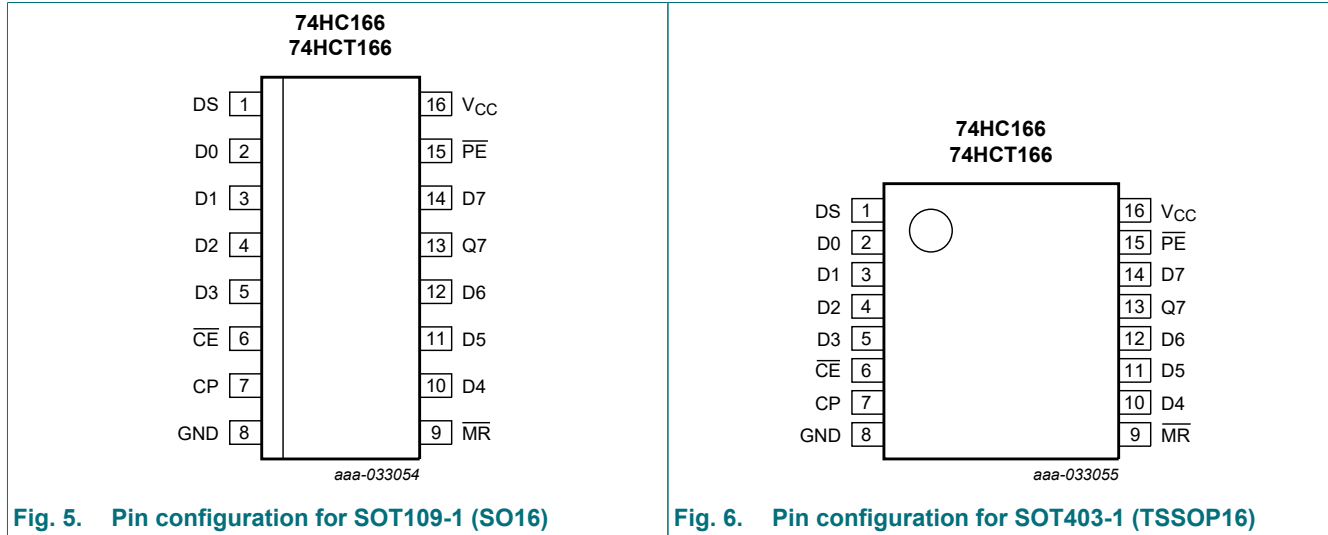 74HC166
74HCT166
DS 1 16 VCC
D0 2 15 PE
D1 3 14 D7
D2 4 13 Q7
D3 5 12 D6
CE 6 11 D5
CP 7 10 D4
GND 8 9 MR
aaa-033054
Fig. 5. Pin configuration for SOT109-1 (SO16)
74HC166
74HCT166
DS 1 16 VCC
D0 2 15 PE
D1 3 14 D7
D2 4 13 Q7
D3 5 12 D6
CE 6 11 D5
CP 7 10 D4
GND 8 9 MR
aaa-033055
Fig. 6. Pin configuration for SOT403-1 (TSSOP16)